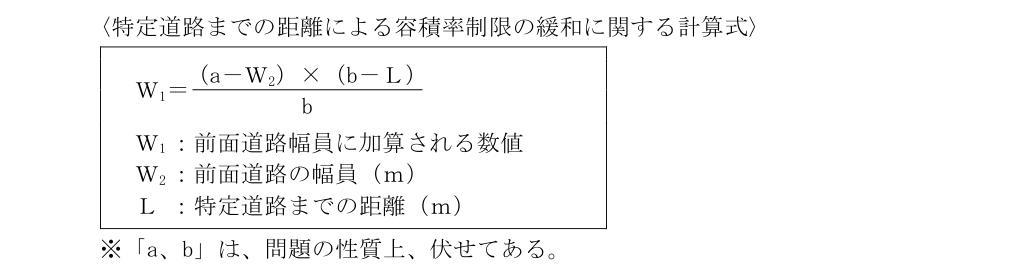 〈特定道路までの距離による容積率制限の緩和に関する計算式〉
W₁＝(a－W₂)×(b－L)／b
W₁：前面道路幅員に加算される数値
W₂：前面道路の幅員（m）
L：特定道路までの距離（m）
※「a、b」は、問題の性質上、伏せてある。